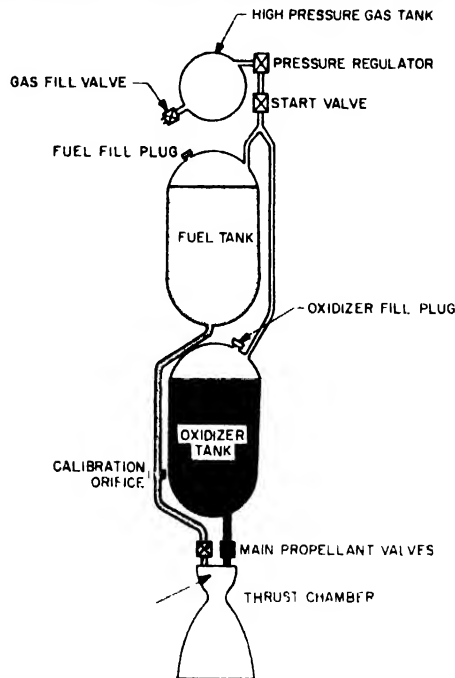 HIGH PRESSURE GAS TANK
PRESSURE REGULATOR
GAS FILL VALVE
START VALVE
FUEL FILL PLUG
FUEL TANK
OXIDIZER FILL PLUG
OXIDIZER
TANK
CALIBRATION
ORIFICE
MAIN PROPELLANT VALVES
THRUST CHAMBER